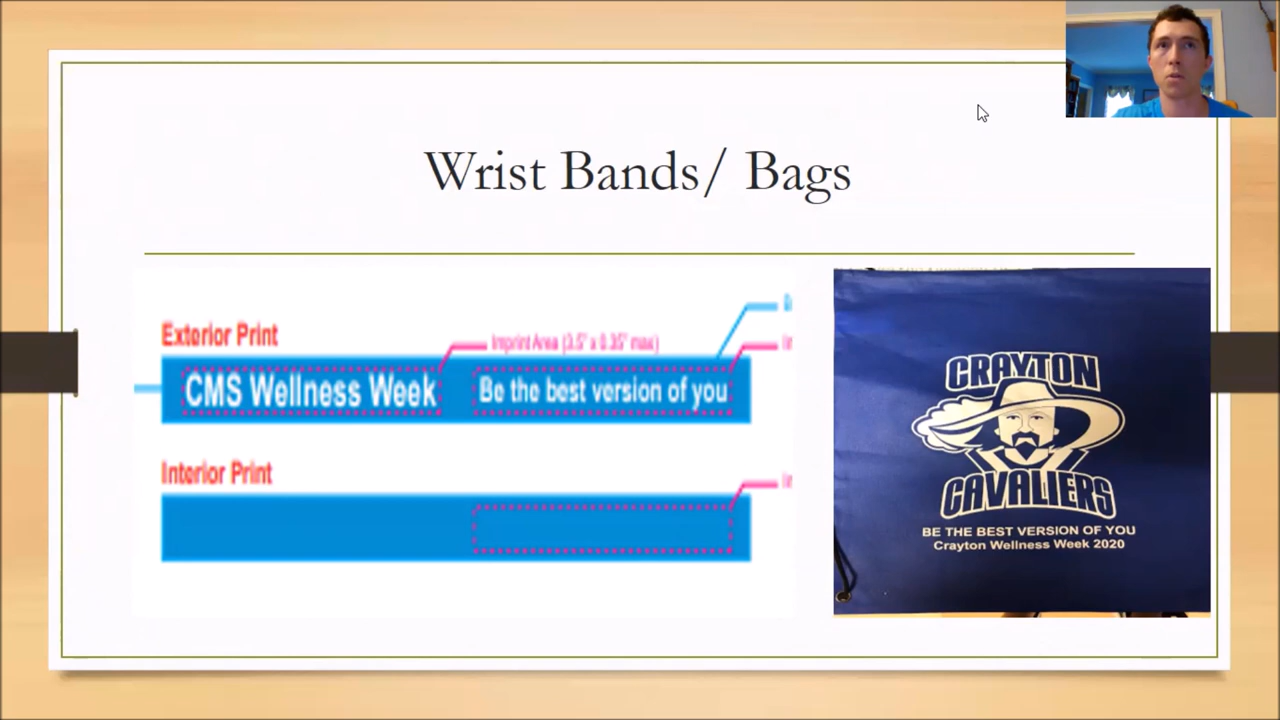 Wrist Bands/ Bags
Exterior Print
Imprint Area (3.5" x 0.35" max)
CMS Wellness Week
Be the best version of you
Interior Print
CRAYTON
CAVALIERS
BE THE BEST VERSION OF YOU
Crayton Wellness Week 2020